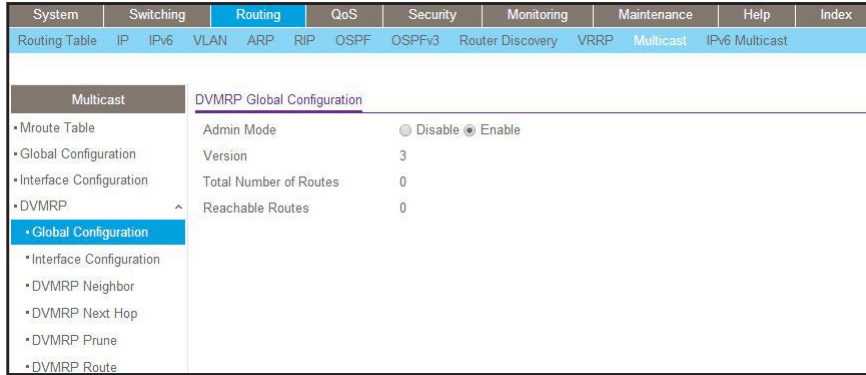 System Switching Routing QoS Security Monitoring Maintenance Help Index
Routing Table IP IPv6 VLAN ARP RIP OSPF OSPFv3 Router Discovery VRRP Multicast IPv6 Multicast
Multicast
DVMRP Global Configuration
Mroute Table
Admin Mode Disable Enable
Global Configuration
Version 3
Interface Configuration
Total Number of Routes 0
DVMRP
Reachable Routes 0
Global Configuration
Interface Configuration
DVMRP Neighbor
DVMRP Next Hop
DVMRP Prune
DVMRP Route